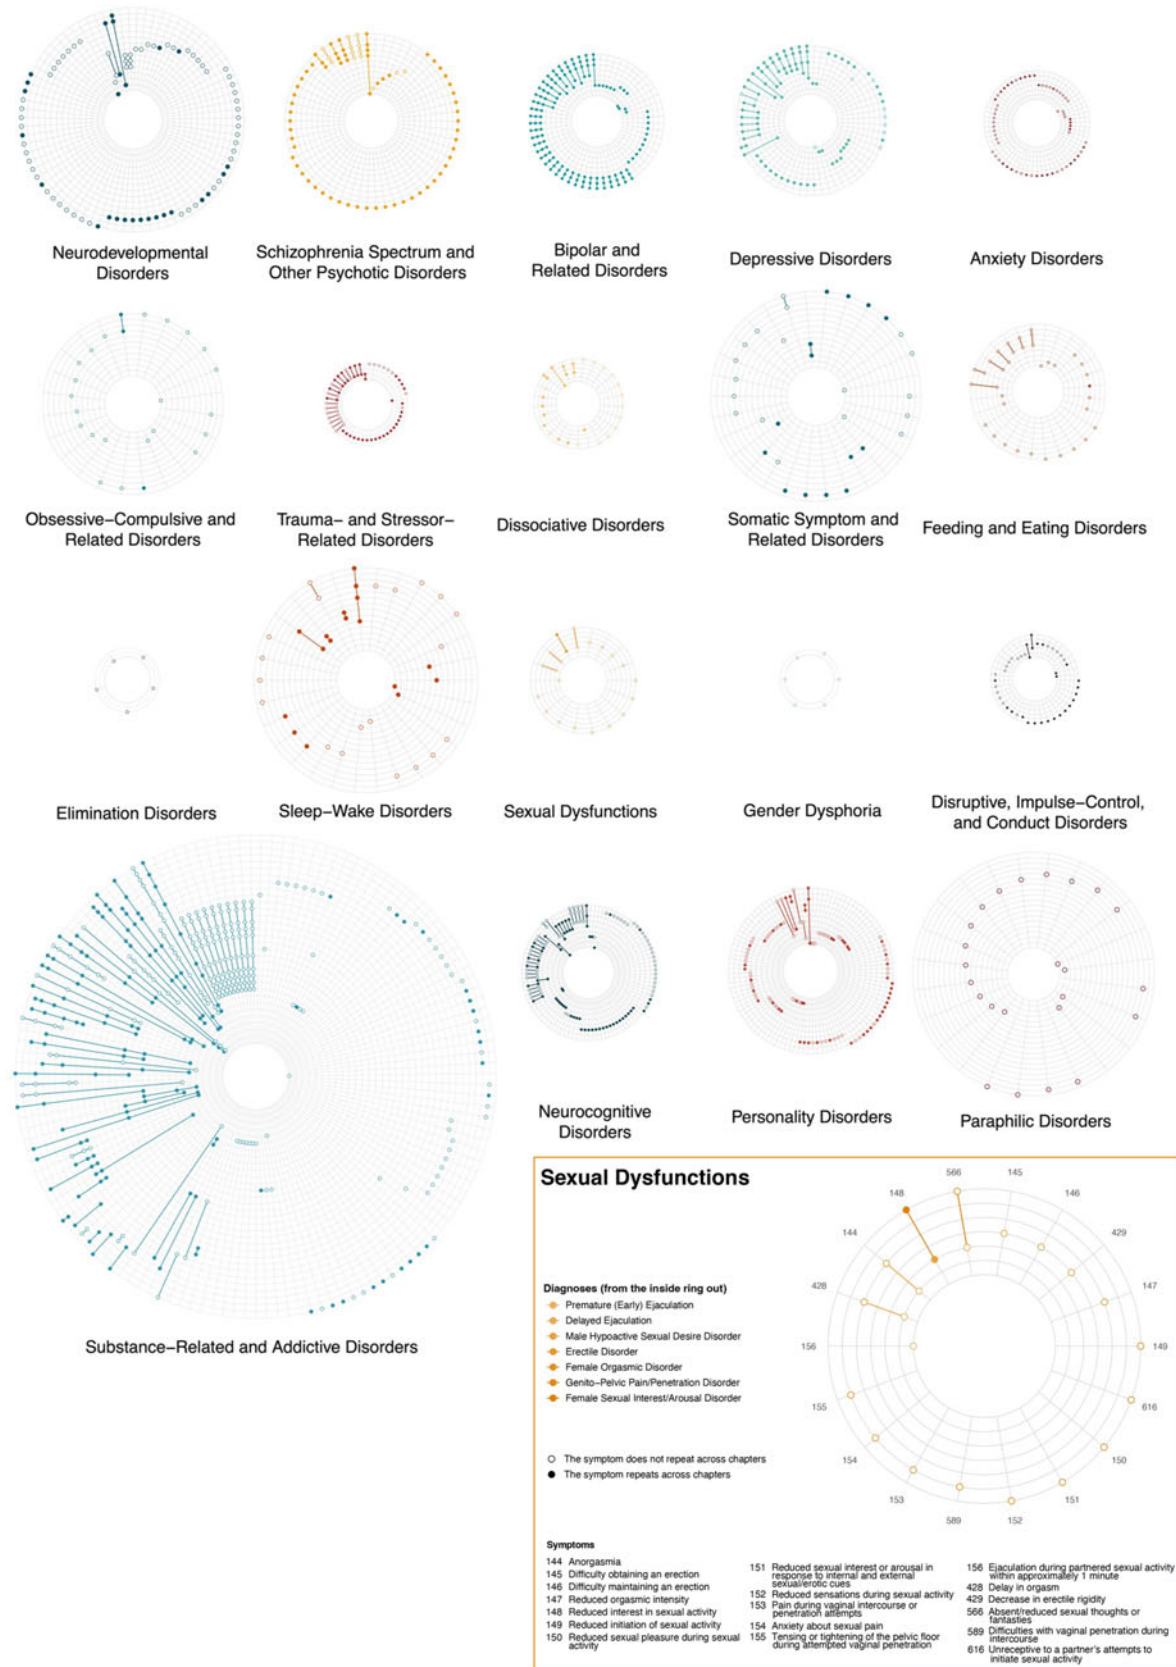 Neurodevelopmental
Disorders
Schizophrenia Spectrum and
Other Psychotic Disorders
Bipolar and
Related Disorders
Depressive Disorders
Anxiety Disorders
Obsessive–Compulsive and
Related Disorders
Trauma– and Stressor–
Related Disorders
Dissociative Disorders
Somatic Symptom and
Related Disorders
Feeding and Eating Disorders
Elimination Disorders
Sleep–Wake Disorders
Sexual Dysfunctions
Gender Dysphoria
Disruptive, Impulse–Control,
and Conduct Disorders
Substance–Related and Addictive Disorders
Neurocognitive
Disorders
Personality Disorders
Paraphilic Disorders
Sexual Dysfunctions
566
145
148
146
144
429
428
147
156
149
155
616
154
150
153
151
589
152
Diagnoses (from the inside ring out)
Premature (Early) Ejaculation
Delayed Ejaculation
Male Hypoactive Sexual Desire Disorder
Erectile Disorder
Female Orgasmic Disorder
Genito–Pelvic Pain/Penetration Disorder
Female Sexual Interest/Arousal Disorder
The symptom does not repeat across chapters
The symptom repeats across chapters
Symptoms
144 Anorgasmia
145 Difficulty obtaining an erection
146 Difficulty maintaining an erection
147 Reduced orgasmic intensity
148 Reduced interest in sexual activity
149 Reduced initiation of sexual activity
150 Reduced sexual pleasure during sexual
activity
151 Reduced sexual interest or arousal in
response to internal and external
sexual/erotic cues
152 Reduced sensations during sexual activity
153 Pain during vaginal intercourse or
penetration attempts
154 Anxiety about sexual pain
155 Tensing or tightening of the pelvic floor
during attempted vaginal penetration
156 Ejaculation during partnered sexual activity
within approximately 1 minute
428 Delay in orgasm
429 Decrease in erectile rigidity
566 Absent/reduced sexual thoughts or
fantasies
589 Difficulties with vaginal penetration during
intercourse
616 Unreceptive to a partner's attempts to
initiate sexual activity